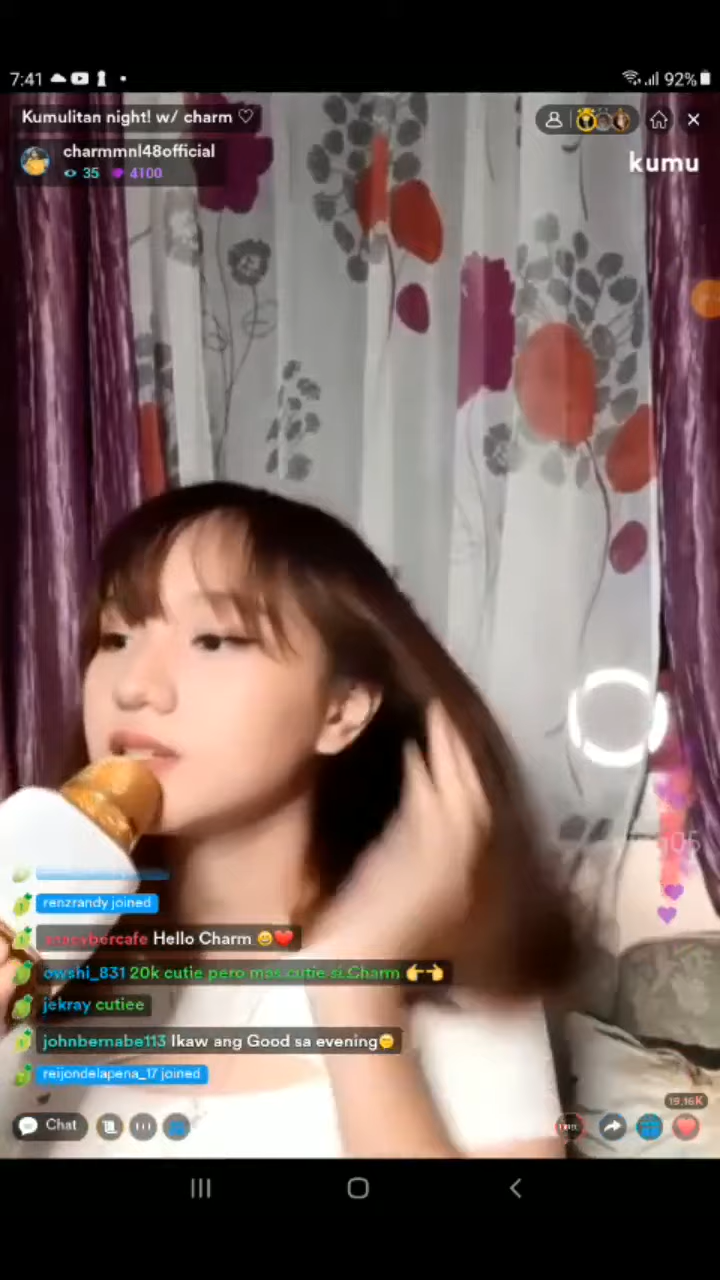 7:41
92%
Kumulitan night! w/ charm ♡
charmmnl48official
35 4100
kumu
renzrandy joined
Hello Charm 😄❤️
owshi_831 20k cutie pero mas cutie si Charm 👉👈
jekray cutiee
johnbernabe113 Ikaw ang Good sa evening😊
reijondelapena_17 joined
19.16K
Chat